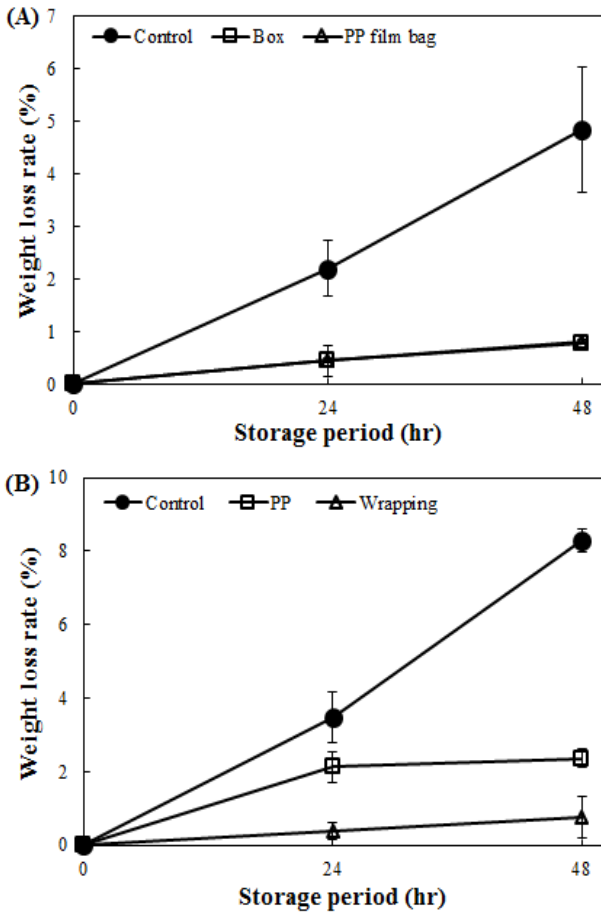 (A)
7
6
5
4
3
2
1
0
Control Box PP film bag
Weight loss rate (%)
0 24 48
Storage period (hr)
(B)
10
8
6
4
2
0
Control PP Wrapping
Weight loss rate (%)
0 24 48
Storage period (hr)